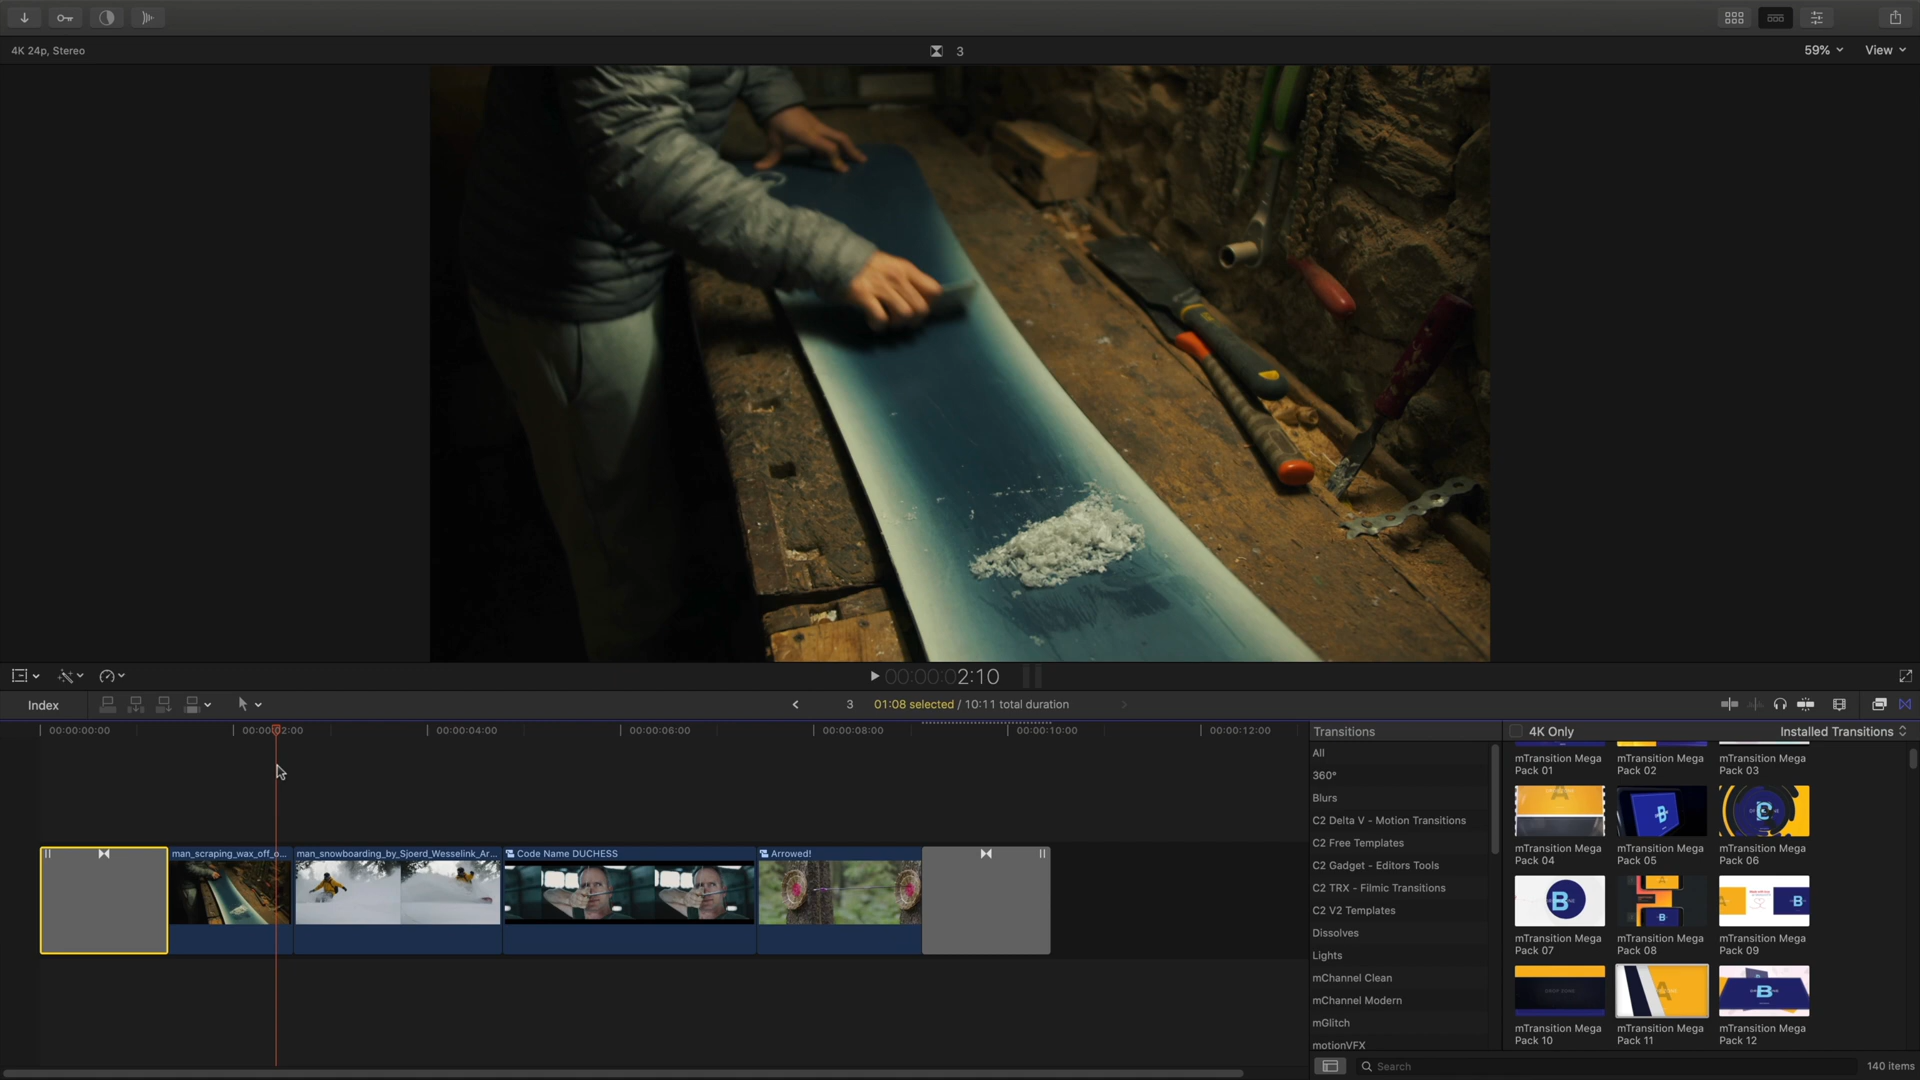 4K 24p, Stereo
3
59%
View
00:00:02:10
Index
3
01:08 selected / 10:11 total duration
00:00:00:00
00:00:02:00
00:00:04:00
00:00:06:00
00:00:08:00
00:00:10:00
00:00:12:00
man_scraping_wax_off_o...
man_snowboarding_by_Sjoerd_Wesselink_Ar...
Code Name DUCHESS
Arrowed!
Transitions
All
360°
Blurs
C2 Delta V - Motion Transitions
C2 Free Templates
C2 Gadget - Editors Tools
C2 TRX - Filmic Transitions
C2 V2 Templates
Dissolves
Lights
mChannel Clean
mChannel Modern
mGlitch
motionVFX
4K Only
Installed Transitions
mTransition Mega
Pack 01
mTransition Mega
Pack 02
mTransition Mega
Pack 03
mTransition Mega
Pack 04
mTransition Mega
Pack 05
mTransition Mega
Pack 06
mTransition Mega
Pack 07
mTransition Mega
Pack 08
mTransition Mega
Pack 09
mTransition Mega
Pack 10
mTransition Mega
Pack 11
mTransition Mega
Pack 12
Search
140 items